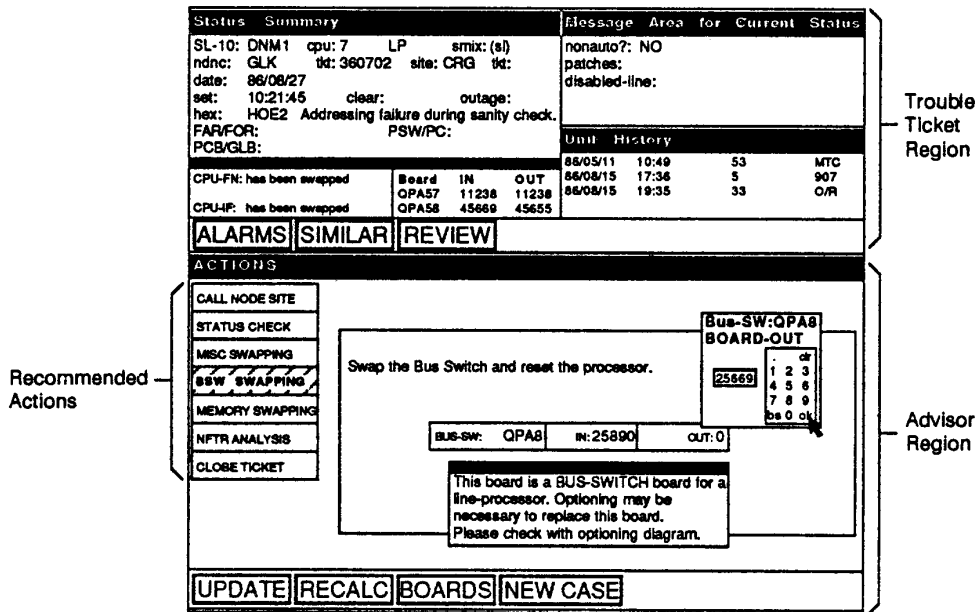 Status Summary
SL-10: DNM1 cpu: 7 LP smix: (sl)
ndnc: GLK tkt: 360702 site: CRG tkt:
date: 86/08/27
set: 10:21:45 clear: outage:
hex: HOE2 Addressing failure during sanity check.
FAR/FOR: PSW/PC:
PCB/GLB:
Message Area for Current Status
nonauto?: NO
patches:
disabled-line:
Unit History
86/05/11 10:49 53 MTC
86/08/15 17:36 5 907
86/08/15 19:35 33 O/R
CPU-FN: has been swapped
CPU-IF: has been swapped
Board IN OUT
QPA57 11238 11238
QPA58 45669 45655
ALARMS SIMILAR REVIEW
Trouble
Ticket
Region
ACTIONS
CALL NODE SITE
STATUS CHECK
MISC SWAPPING
BSW SWAPPING
MEMORY SWAPPING
NFTR ANALYSIS
CLOSE TICKET
Recommended
Actions
Swap the Bus Switch and reset the processor.
Bus-SW:QPA8
BOARD-OUT
25669
. clr
1 2 3
4 5 6
7 8 9
bs 0 ok
BUS-SW: QPA8 IN: 25890 OUT: 0
This board is a BUS-SWITCH board for a
line-processor. Optioning may be
necessary to replace this board.
Please check with optioning diagram.
Advisor
Region
UPDATE RECALC BOARDS NEW CASE